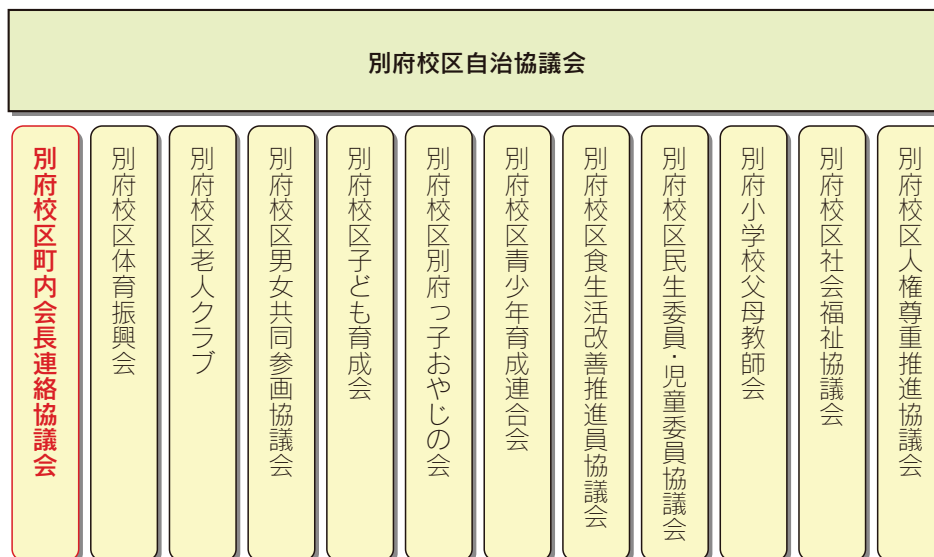 別府校区自治協議会
別府校区町内会長連絡協議会
別府校区体育振興会
別府校区老人クラブ
別府校区男女共同参画協議会
別府校区子ども育成会
別府校区別府っ子おやじの会
別府校区青少年育成連合会
別府校区食生活改善推進員協議会
別府校区民生委員・児童委員協議会
別府小学校父母教師会
別府校区社会福祉協議会
別府校区人権尊重推進協議会